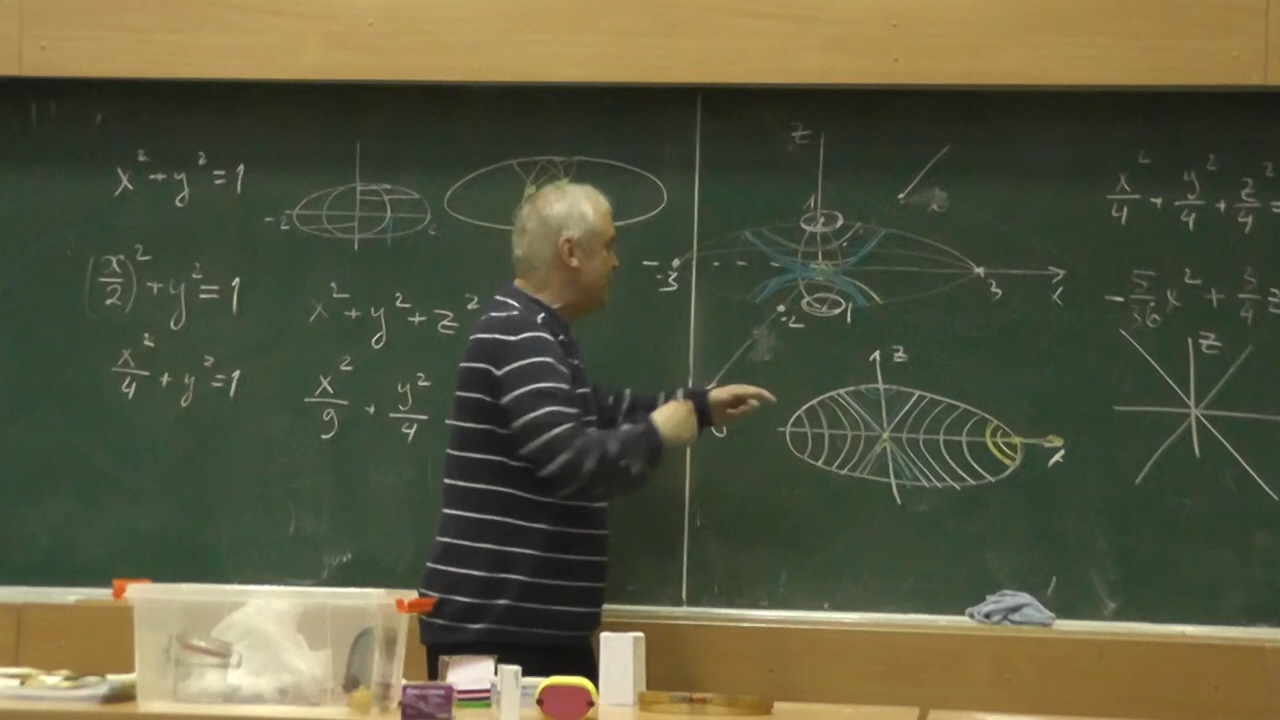 x² + y² = 1
(x/2)² + y² = 1
x²/4 + y² = 1
-2
x² + y² + z²
x²/9 + y²/4
z
1
-3
3
x
-2
1
z
x
x²/4 + y²/4 + z²/4 =
-5/36 x² + 3/4 z
z